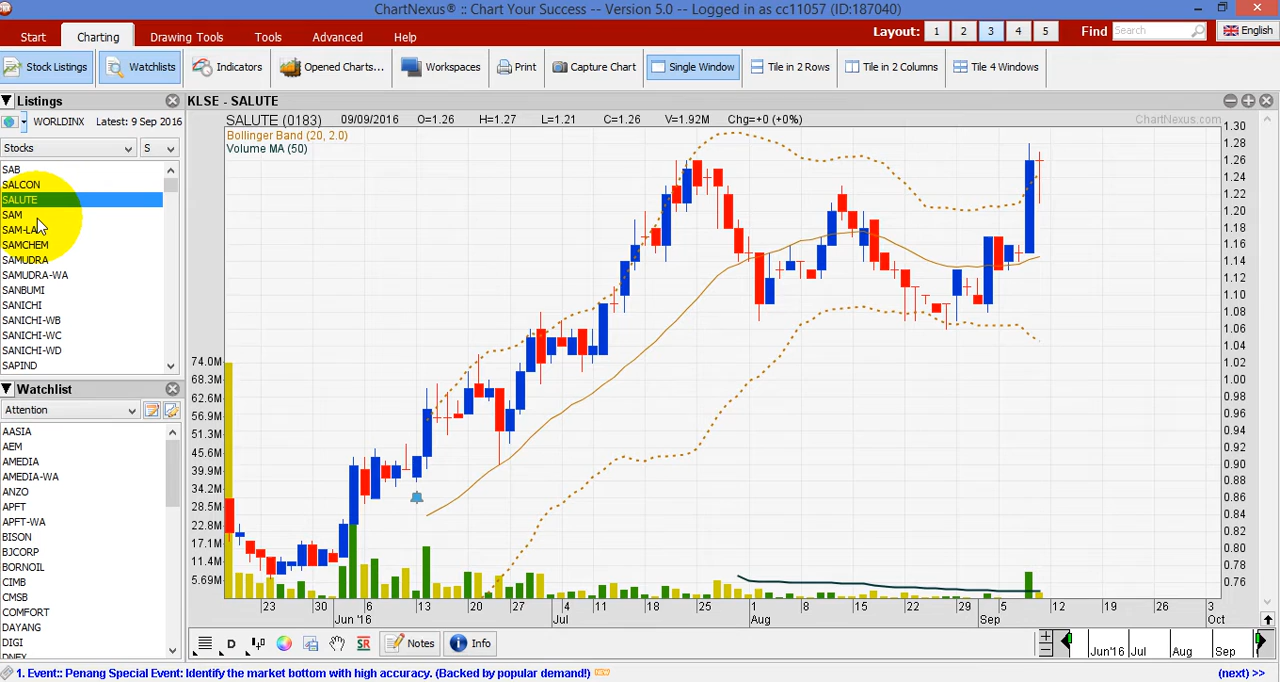 ChartNexus® :: Chart Your Success -- Version 5.0 -- Logged in as cc11057 (ID:187040)
Start Charting Drawing Tools Tools Advanced Help Layout: 1 2 3 4 5 Find Search English
Stock Listings Watchlists Indicators Opened Charts... Workspaces Print Capture Chart Single Window Tile in 2 Rows Tile in 2 Columns Tile 4 Windows
Listings
WORLDINX Latest: 9 Sep 2016
Stocks S
SAB
SALCON
SALUTE
SAM
SAMCHEM
SAMUDRA
SAMUDRA-WA
SANBUMI
SANICHI
SANICHI-WB
SANICHI-WC
SANICHI-WD
SAPIND
Watchlist
Attention
AASIA
AEM
AMEDIA
AMEDIA-WA
ANZO
APFT
APFT-WA
BISON
BJCORP
BORNOIL
CIMB
CMSB
COMFORT
DAYANG
DIGI
DNEX
KLSE - SALUTE
SALUTE (0183) 09/09/2016 O=1.26 H=1.27 L=1.21 C=1.26 V=1.92M Chg=+0 (+0%) ChartNexus.com
Bollinger Band (20, 2.0)
Volume MA (50)
1.30
1.28
1.26
1.24
1.22
1.20
1.18
1.16
1.14
1.12
1.10
1.08
1.06
1.04
1.02
1.00
0.98
0.96
0.94
0.92
0.90
0.88
0.86
0.84
0.82
0.80
0.78
0.76
74.0M
68.3M
62.6M
56.9M
51.3M
45.6M
39.9M
34.2M
28.5M
22.8M
17.1M
11.4M
5.69M
23 30 6 13 20 27 4 11 18 25 1 8 15 22 29 5 12 19 26 3
Jun '16 Jul Aug Sep Oct
D SR Notes Info
Jun'16 Jul Aug Sep
1. Event:: Penang Special Event: Identify the market bottom with high accuracy. (Backed by popular demand!) NEW (next) >>